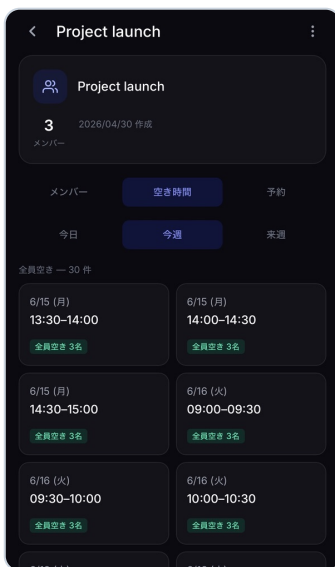 Project launch
Project launch
3
メンバー
2026/04/30 作成
メンバー
空き時間
予約
今日
今週
来週
全員空き — 30 件
6/15 (月)
13:30–14:00
全員空き 3名
6/15 (月)
14:00–14:30
全員空き 3名
6/15 (月)
14:30–15:00
全員空き 3名
6/16 (火)
09:00–09:30
全員空き 3名
6/16 (火)
09:30–10:00
全員空き 3名
6/16 (火)
10:00–10:30
全員空き 3名